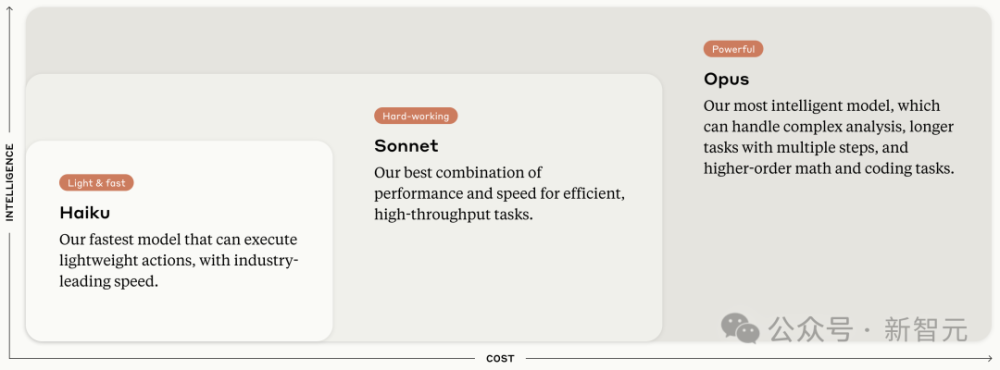 INTELLIGENCE
Light & fast
Haiku
Our fastest model that can execute
lightweight actions, with industry-
leading speed.
Hard-working
Sonnet
Our best combination of
performance and speed for efficient,
high-throughput tasks.
Powerful
Opus
Our most intelligent model, which
can handle complex analysis, longer
tasks with multiple steps, and
higher-order math and coding tasks.
公众号 · 新智元
COST